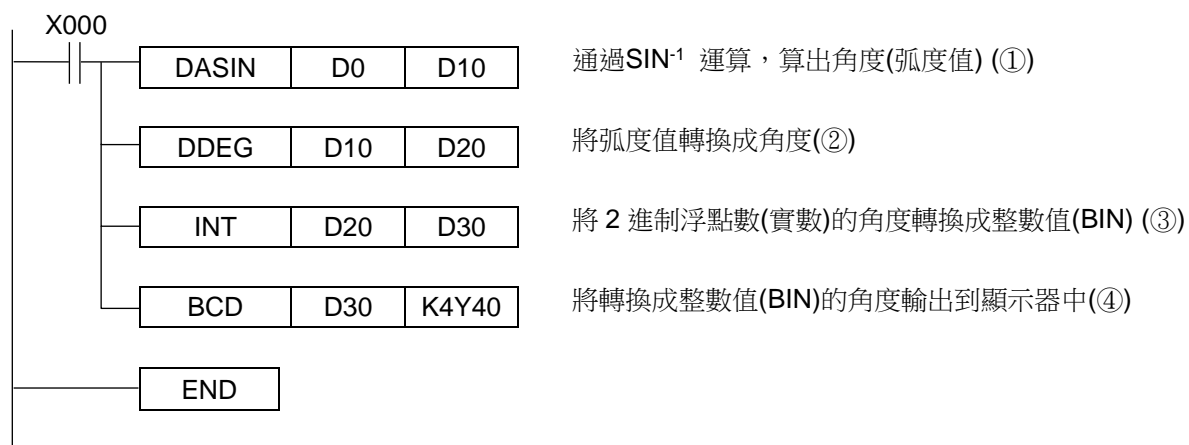 X000
DASIN D0 D10 通過SIN-1 運算，算出角度(弧度值) (①)
DDEG D10 D20 將弧度值轉換成角度(②)
INT D20 D30 將 2 進制浮點數(實數)的角度轉換成整數值(BIN) (③)
BCD D30 K4Y40 將轉換成整數值(BIN)的角度輸出到顯示器中(④)
END